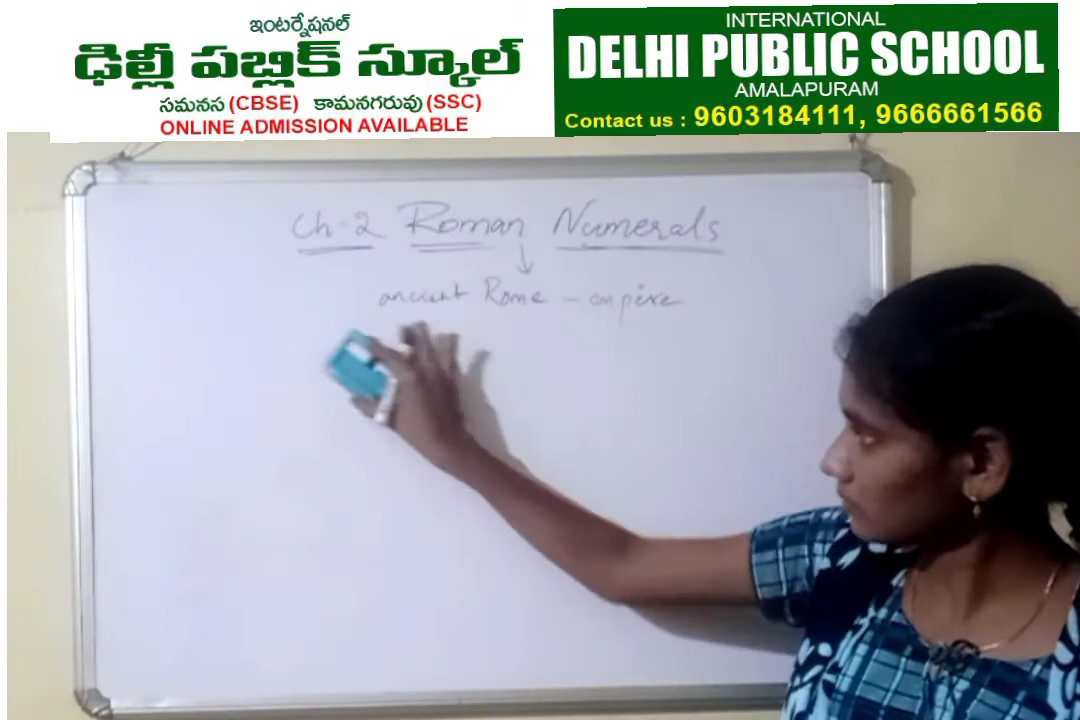 ఇంటర్నేషనల్
ఢిల్లీ పబ్లిక్ స్కూల్
సమనస (CBSE) కామనగరువు (SSC)
ONLINE ADMISSION AVAILABLE
INTERNATIONAL
DELHI PUBLIC SCHOOL
AMALAPURAM
Contact us : 9603184111, 9666661566
Ch-2 Roman Numerals
ancient Rome - empire